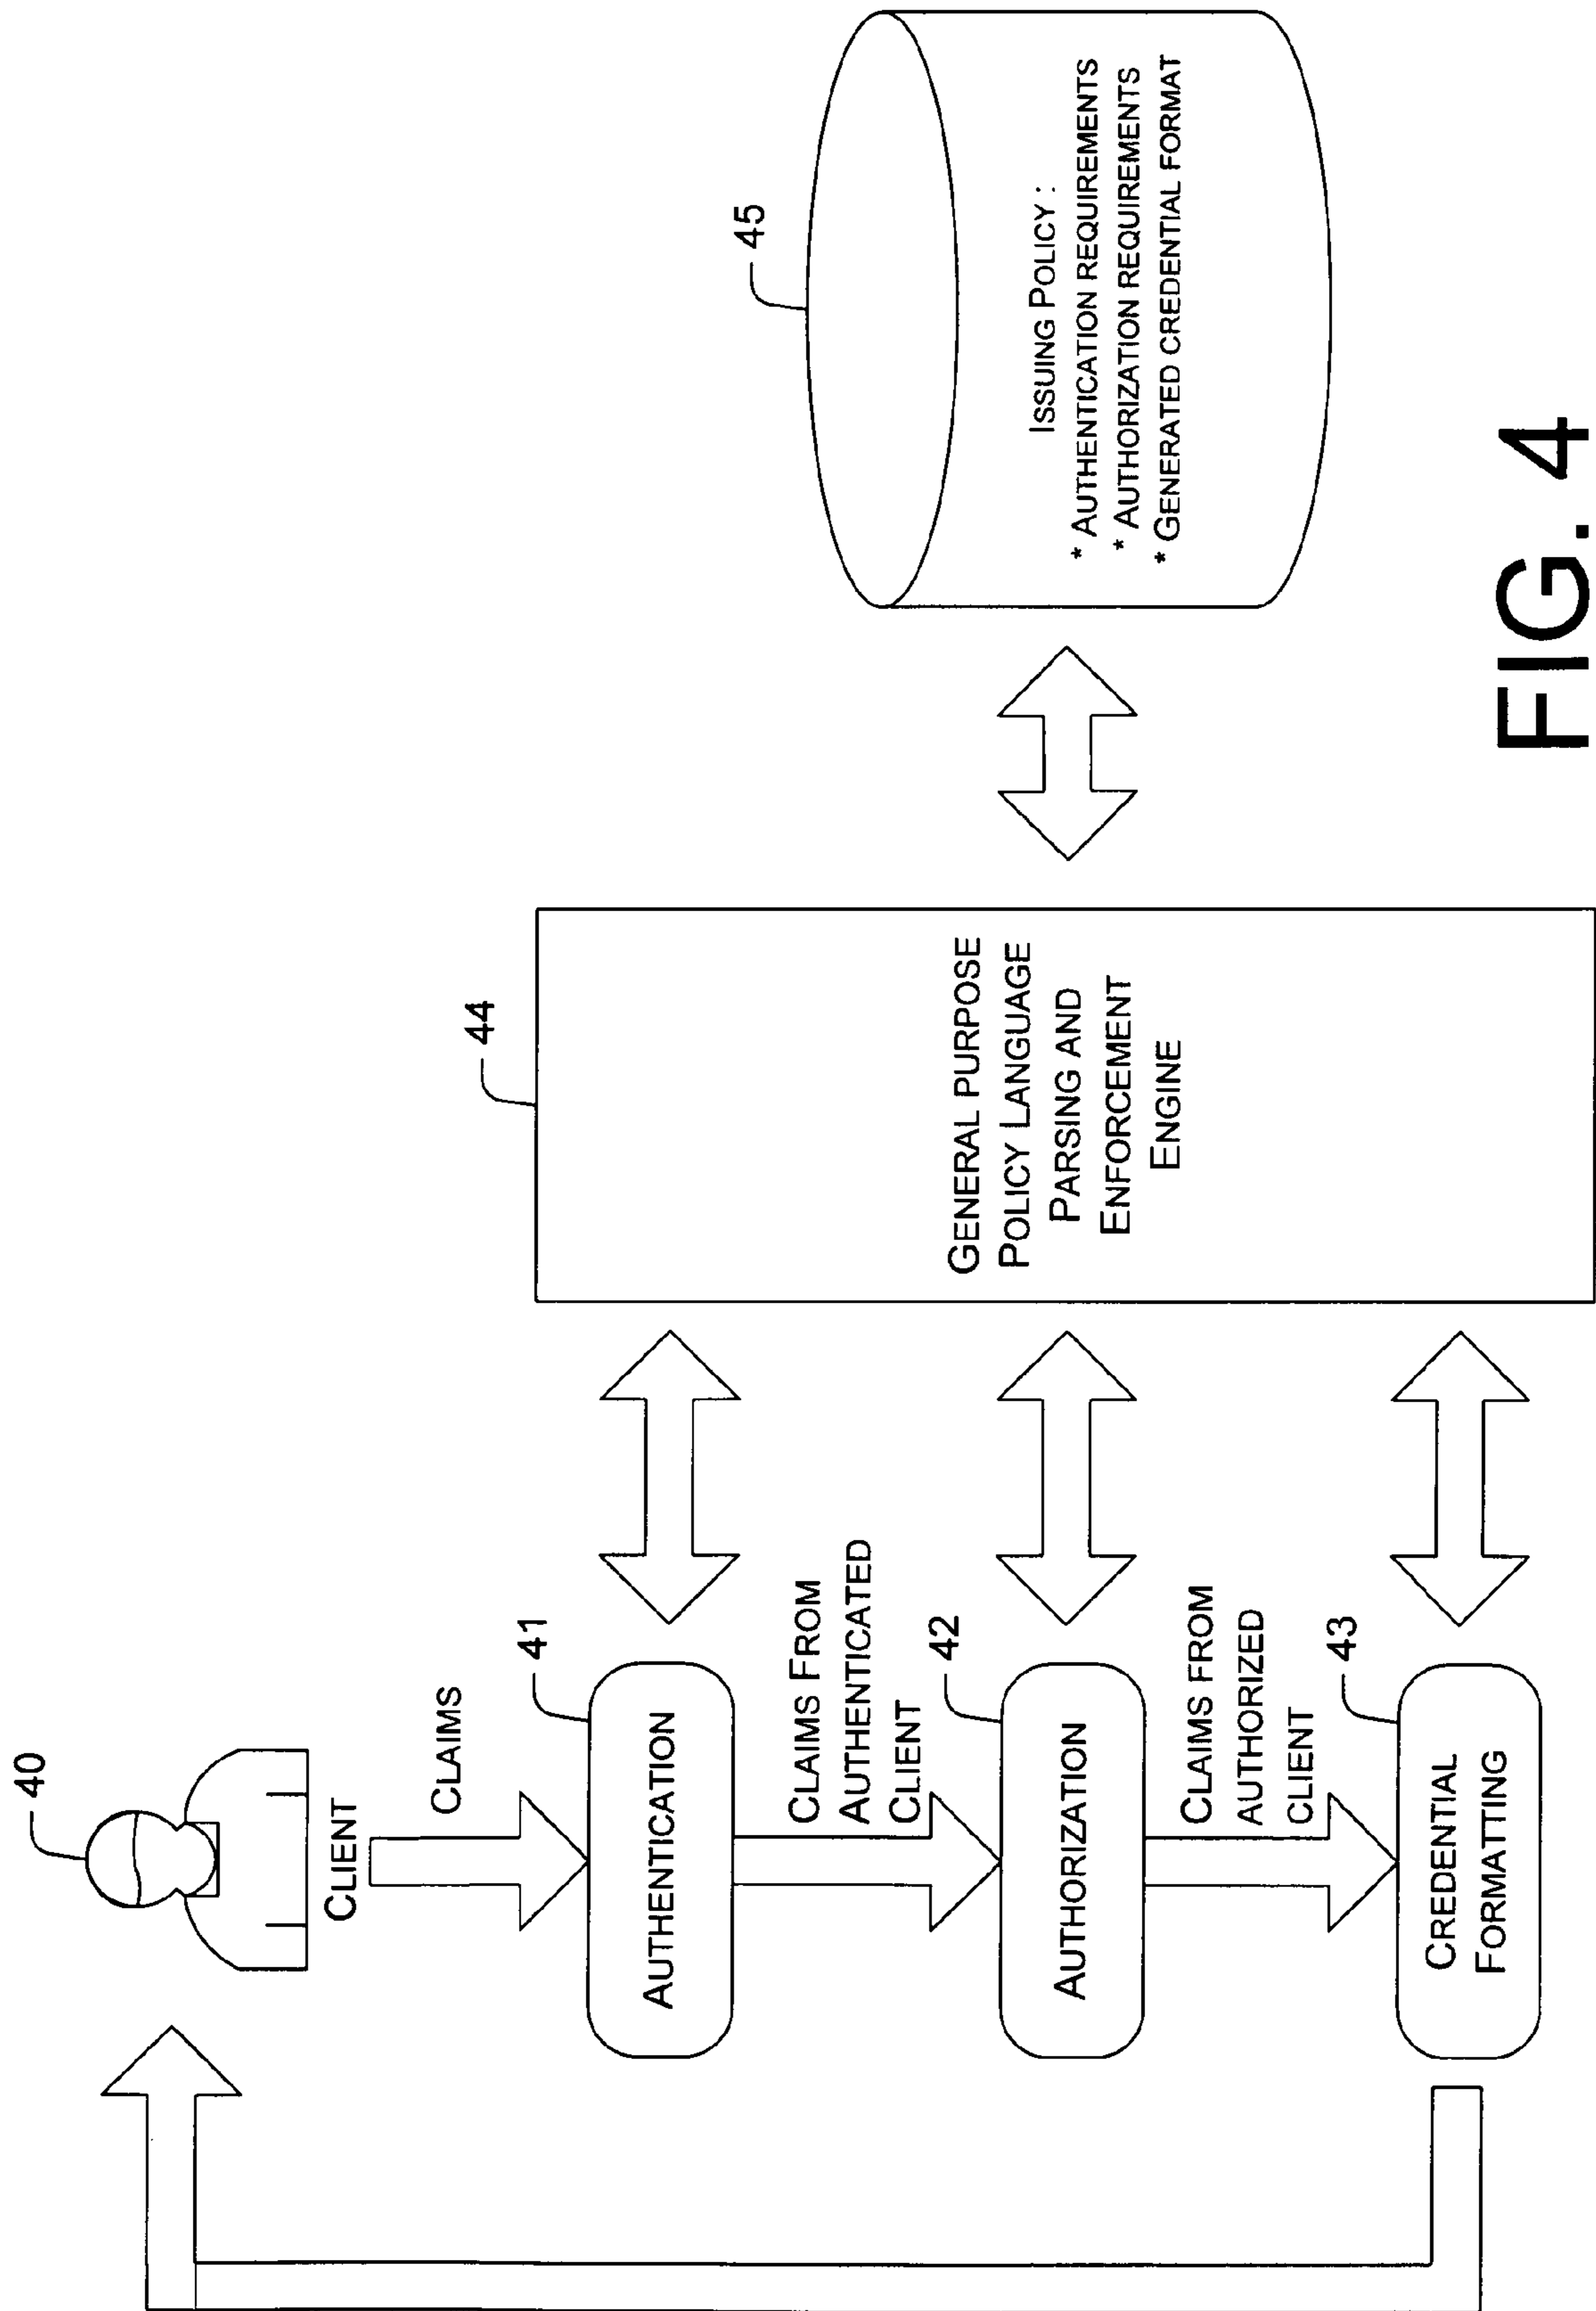 40
CLIENT
CLAIMS
41
AUTHENTICATION
CLAIMS FROM
AUTHENTICATED
CLIENT
42
AUTHORIZATION
CLAIMS FROM
AUTHORIZED
CLIENT
43
CREDENTIAL
FORMATTING
44
GENERAL PURPOSE
POLICY LANGUAGE
PARSING AND
ENFORCEMENT
ENGINE
45
ISSUING POLICY :
* AUTHENTICATION REQUIREMENTS
* AUTHORIZATION REQUIREMENTS
* GENERATED CREDENTIAL FORMAT
FIG. 4